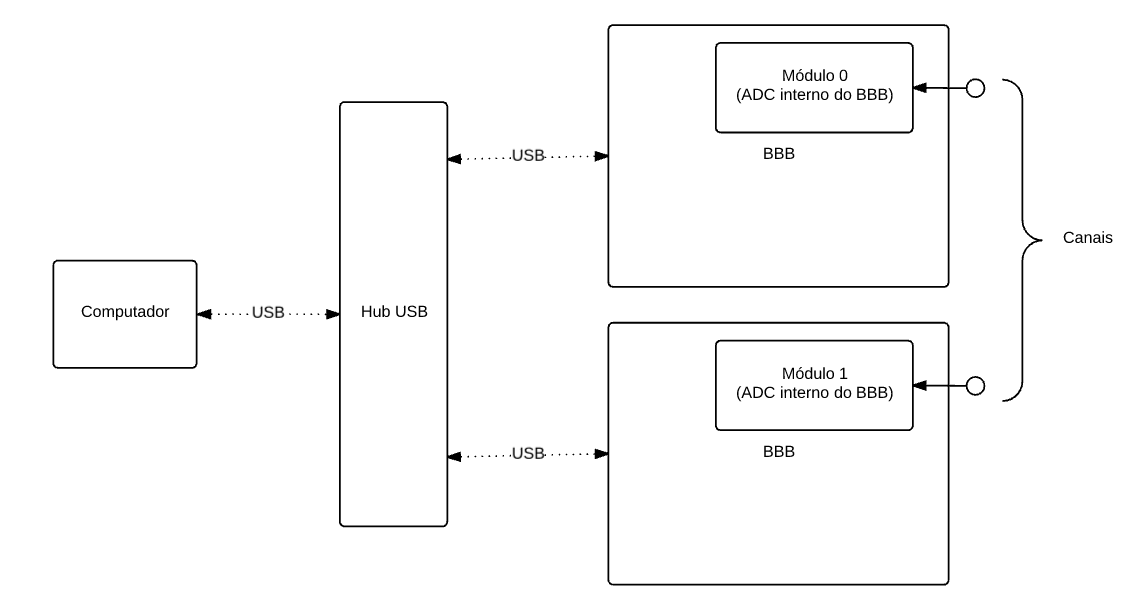 Módulo 0
(ADC interno do BBB)
BBB
USB
Canais
Computador
USB
Hub USB
Módulo 1
(ADC interno do BBB)
BBB
USB